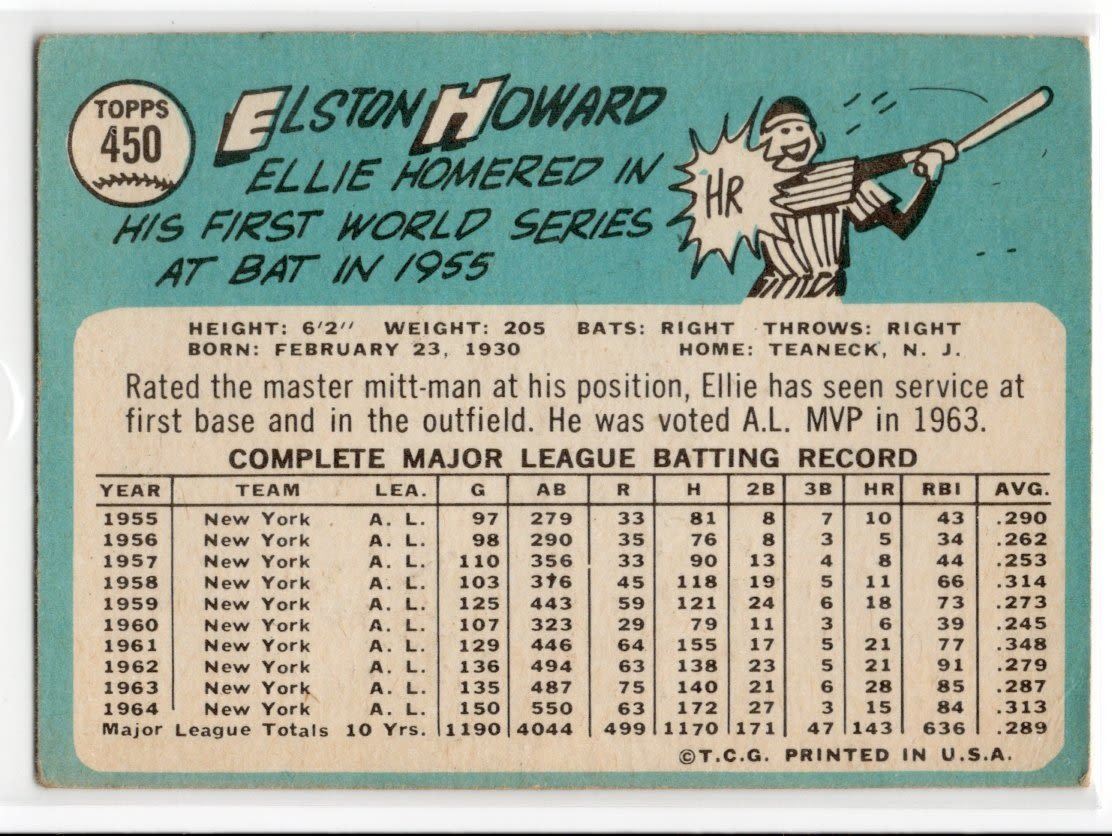 TOPPS
450
ELSTON HOWARD
ELLIE HOMERED IN
HIS FIRST WORLD SERIES
AT BAT IN 1955
HR
HEIGHT: 6'2" WEIGHT: 205 BATS: RIGHT THROWS: RIGHT
BORN: FEBRUARY 23, 1930 HOME: TEANECK, N. J.
Rated the master mitt-man at his position, Ellie has seen service at
first base and in the outfield. He was voted A.L. MVP in 1963.
COMPLETE MAJOR LEAGUE BATTING RECORD
YEAR TEAM LEA. G AB R H 2B 3B HR RBI AVG.
1955 New York A. L. 97 279 33 81 8 7 10 43 .290
1956 New York A. L. 98 290 35 76 8 3 5 34 .262
1957 New York A. L. 110 356 33 90 13 4 8 44 .253
1958 New York A. L. 103 376 45 118 19 5 11 66 .314
1959 New York A. L. 125 443 59 121 24 6 18 73 .273
1960 New York A. L. 107 323 29 79 11 3 6 39 .245
1961 New York A. L. 129 446 64 155 17 5 21 77 .348
1962 New York A. L. 136 494 63 138 23 5 21 91 .279
1963 New York A. L. 135 487 75 140 21 6 28 85 .287
1964 New York A. L. 150 550 63 172 27 3 15 84 .313
Major League Totals 10 Yrs. 1190 4044 499 1170 171 47 143 636 .289
©T.C.G. PRINTED IN U.S.A.